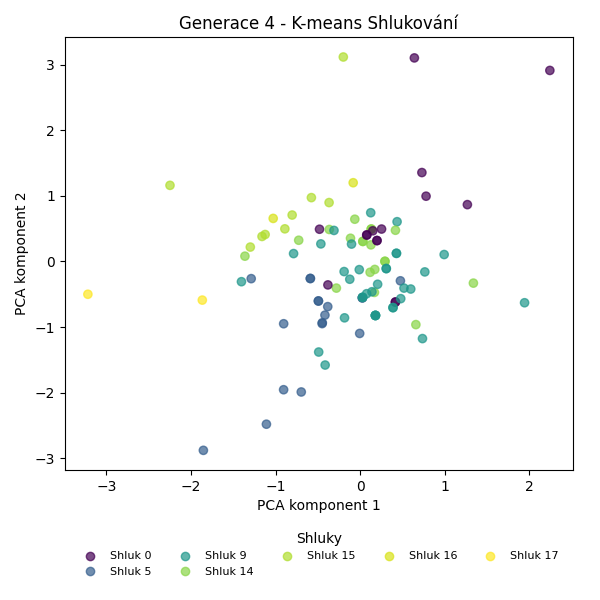 Generace 4 - K-means Shlukování
PCA komponent 2
3
2
1
0
−1
−2
−3
−3 −2 −1 0 1 2
PCA komponent 1
Shluky
Shluk 0 Shluk 9 Shluk 15 Shluk 16 Shluk 17
Shluk 5 Shluk 14